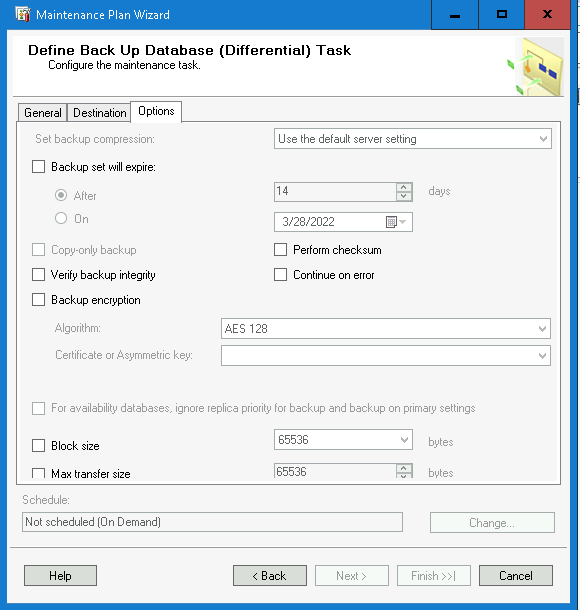 Maintenance Plan Wizard
Define Back Up Database (Differential) Task
Configure the maintenance task.
General Destination Options
Set backup compression: Use the default server setting
Backup set will expire:
After 14 days
On 3/28/2022
Copy-only backup Perform checksum
Verify backup integrity Continue on error
Backup encryption
Algorithm: AES 128
Certificate or Asymmetric key:
For availability databases, ignore replica priority for backup and backup on primary settings
Block size 65536 bytes
Max transfer size 65536 bytes
Schedule:
Not scheduled (On Demand) Change...
Help < Back Next > Finish >>| Cancel